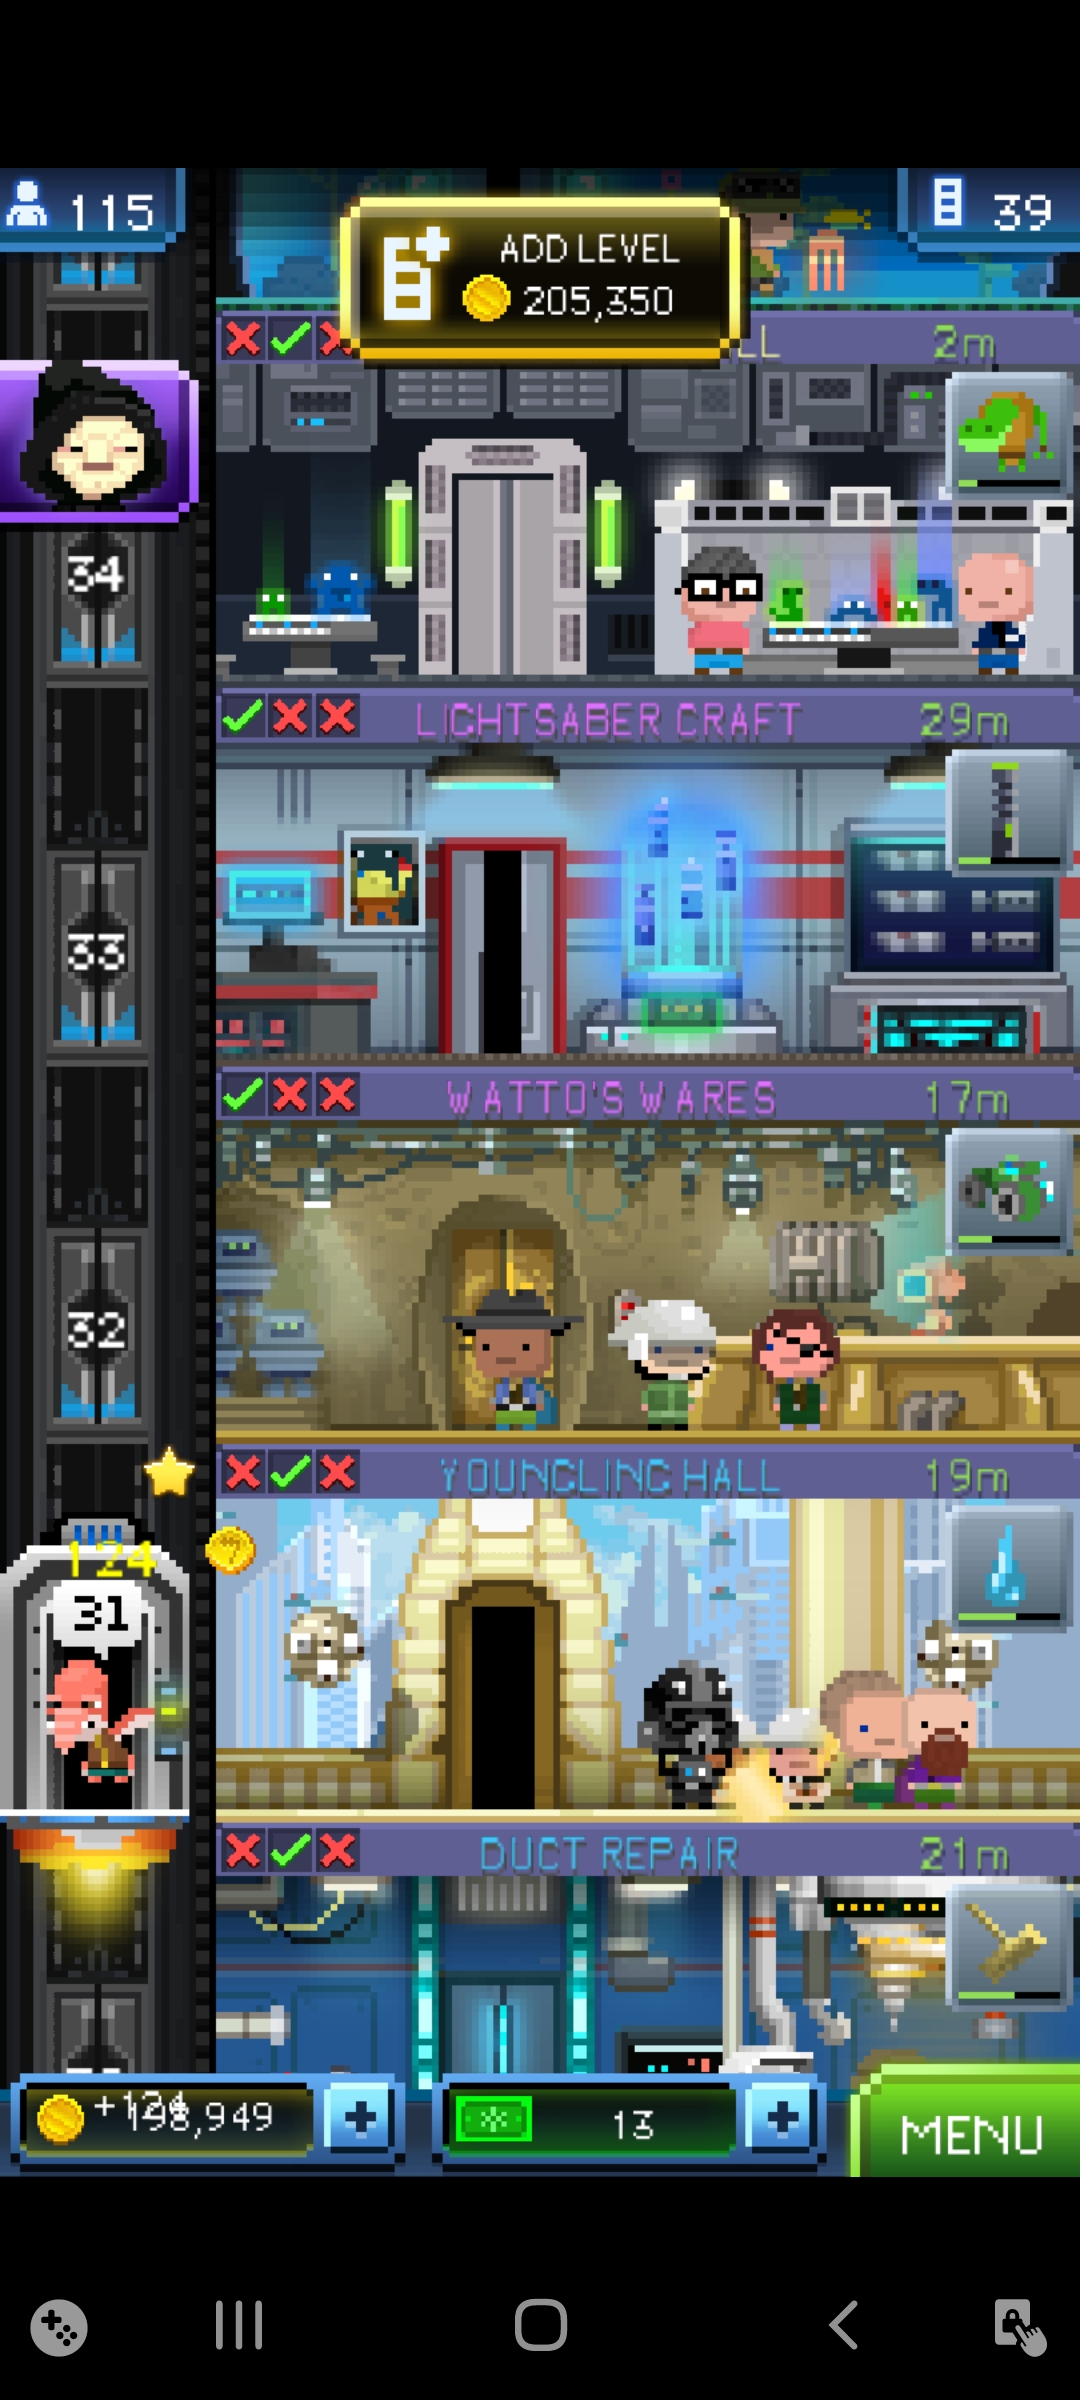 115
39
ADD LEVEL
205,350
LL
2m
34
LIGHTSABER CRAFT
29m
33
WATTO'S WARES
17m
32
YOUNGLING HALL
19m
124
31
DUCT REPAIR
21m
+124
198,949
13
MENU